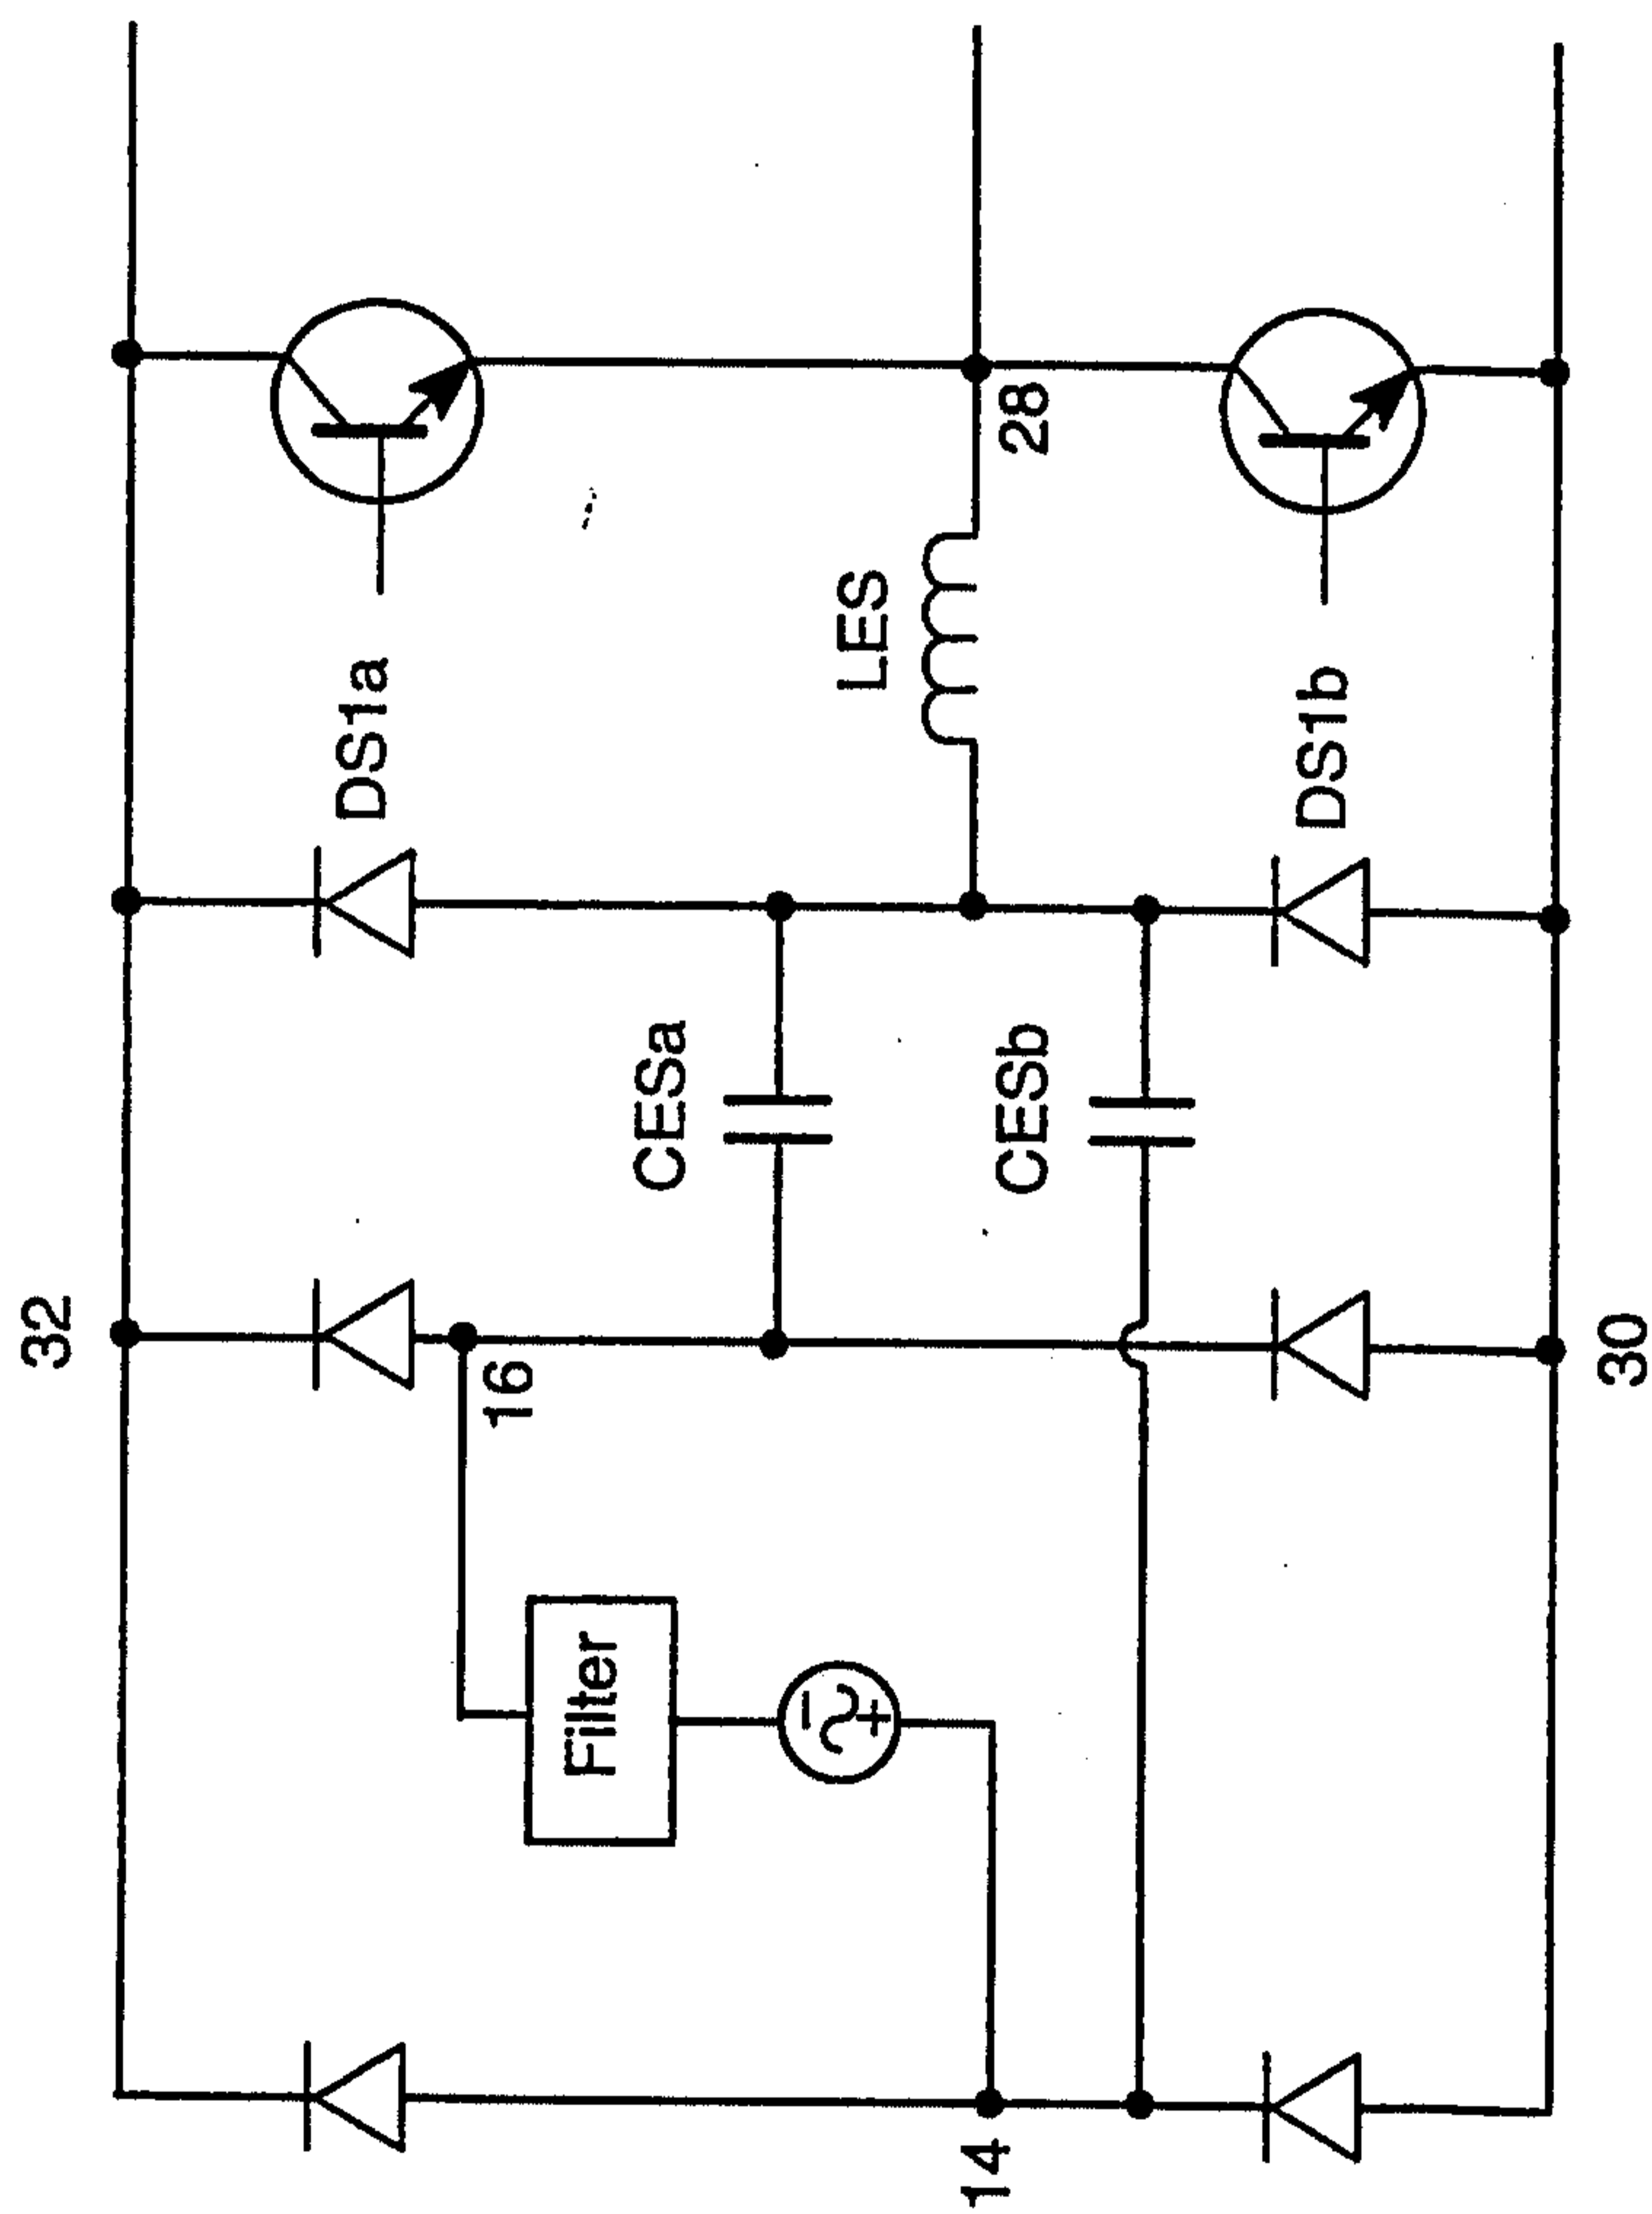 32
DS1a
LES
28
DS1b
CESa
CESb
16
30
Filter
-
+
14